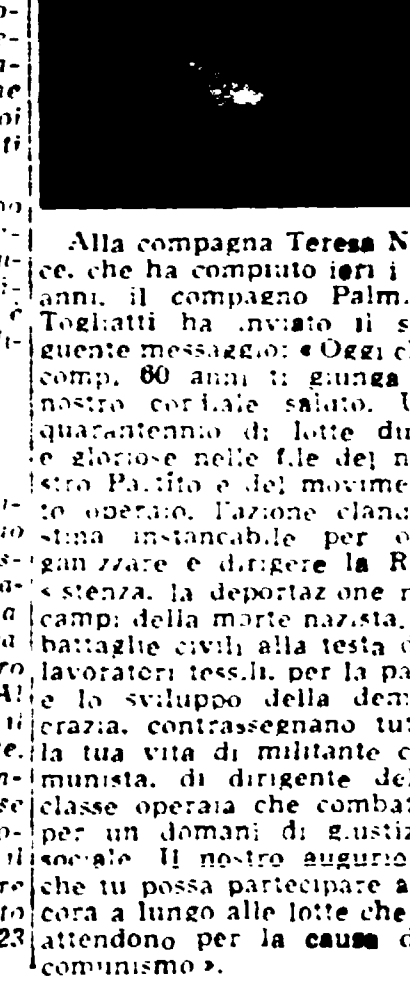 Alla compagna Teresa N
ce, che ha compiuto ieri i
anni, il compagno Palm
Togliatti ha inviato il s
guente messaggio: « Oggi c
comp. 60 anni ti giunga
nostro cordiale saluto. U
quarantennio di lotte du
e gloriose nelle file del n
stro Partito e del movime
to operaio, l'azione clan
stina instancabile per o
ganizzare e dirigere la R
sistenza, la deportazione n
campi della morte nazista,
battaglie civili alla testa
lavoratori tessili, per la pa
e lo sviluppo della dem
crazia, contrassegnano tut
la tua vita di militante c
munista, di dirigente del
classe operaia che combat
per un domani di giustiz
sociale. Il nostro augurio
che tu possa partecipare a
cora a lungo alle lotte che
attendono per la causa d
comunismo ».